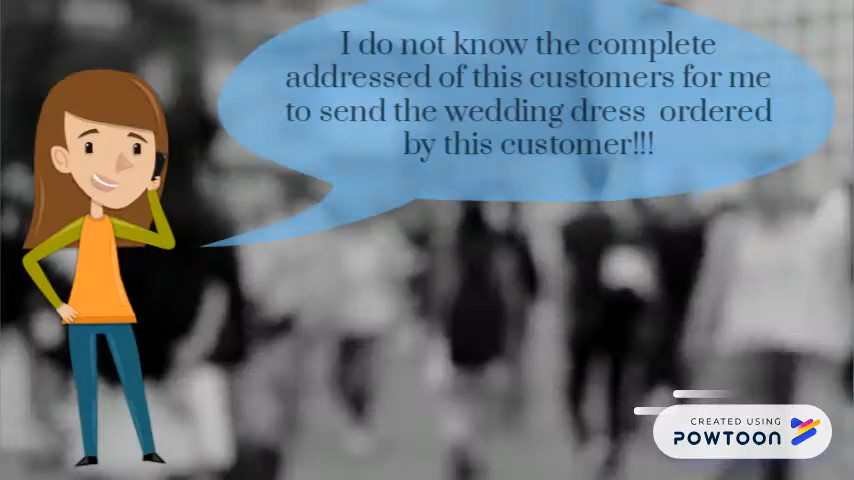 I do not know the complete
addressed of this customers for me
to send the wedding dress ordered
by this customer!!!
CREATED USING
POWTOON